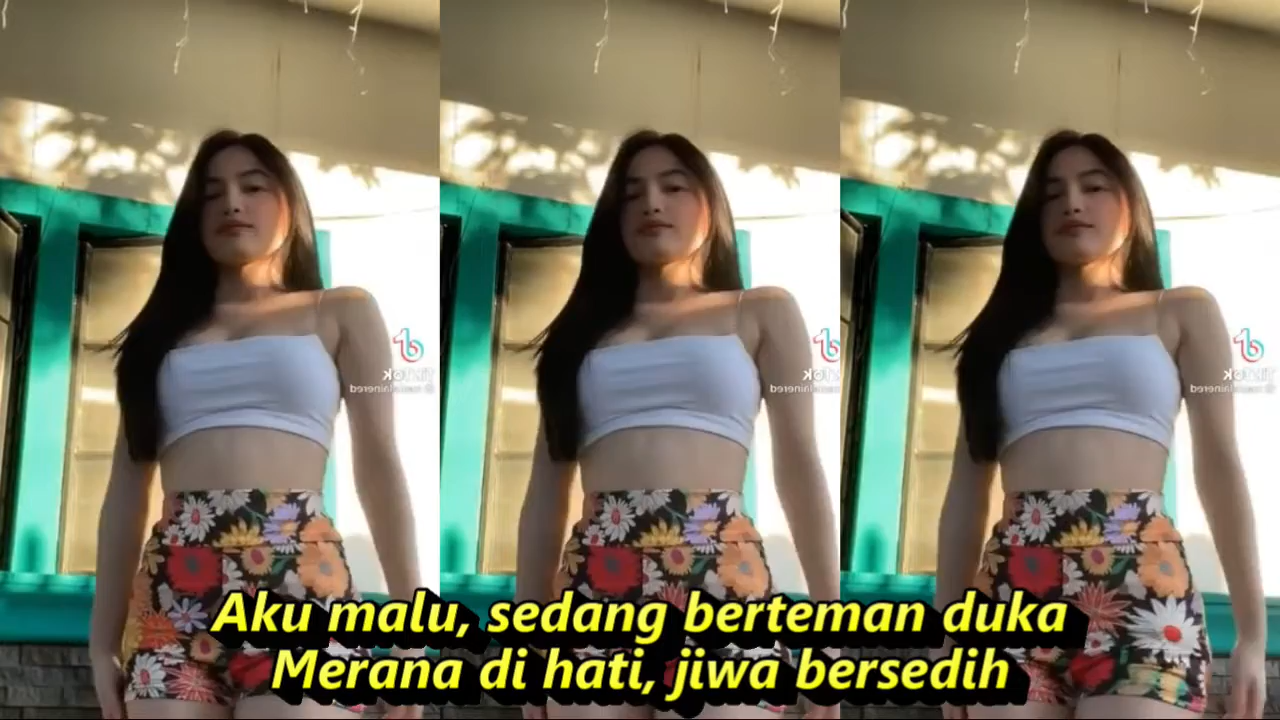 Aku malu, sedang berteman duka
Merana di hati, jiwa bersedih